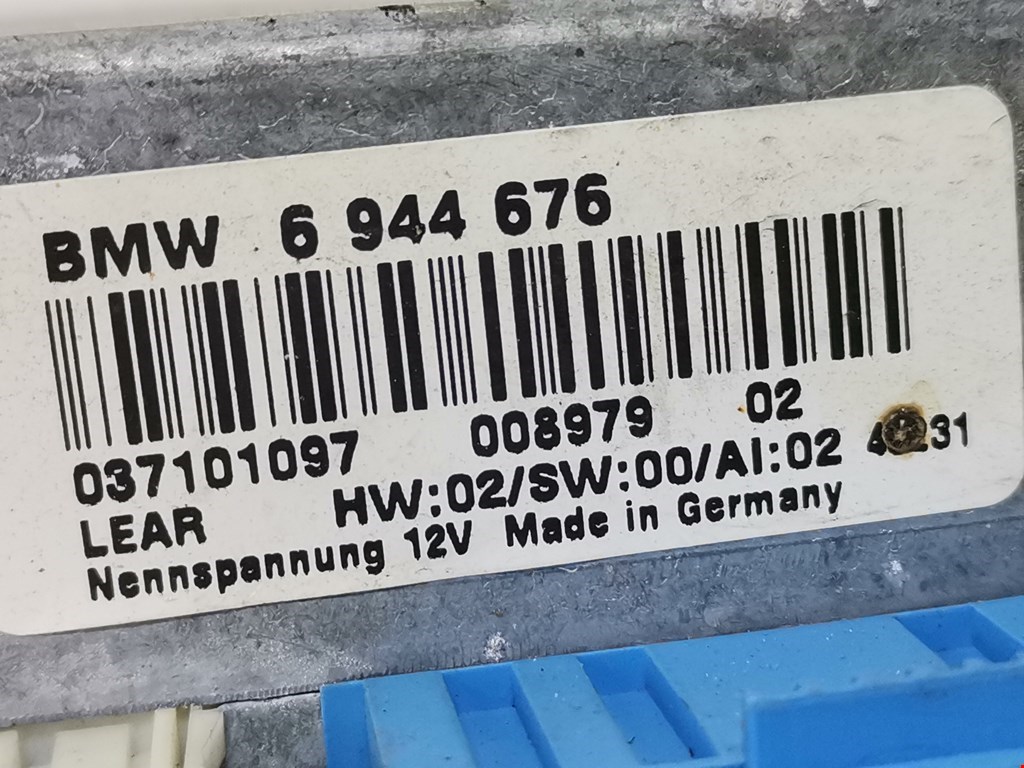 BMW 6 944 676
037101097 008979 02
LEAR HW:02/SW:00/AI:02
Nennspannung 12V Made in Germany